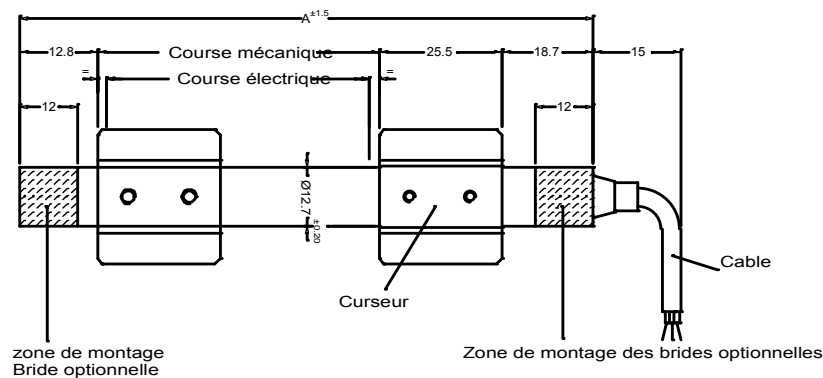 A±1.5
12.8 Course mécanique 25.5 18.7 15
= Course électrique =
12 12
Ø12.7±0.20
Cable
Curseur
zone de montage
Bride optionnelle
Zone de montage des brides optionnelles